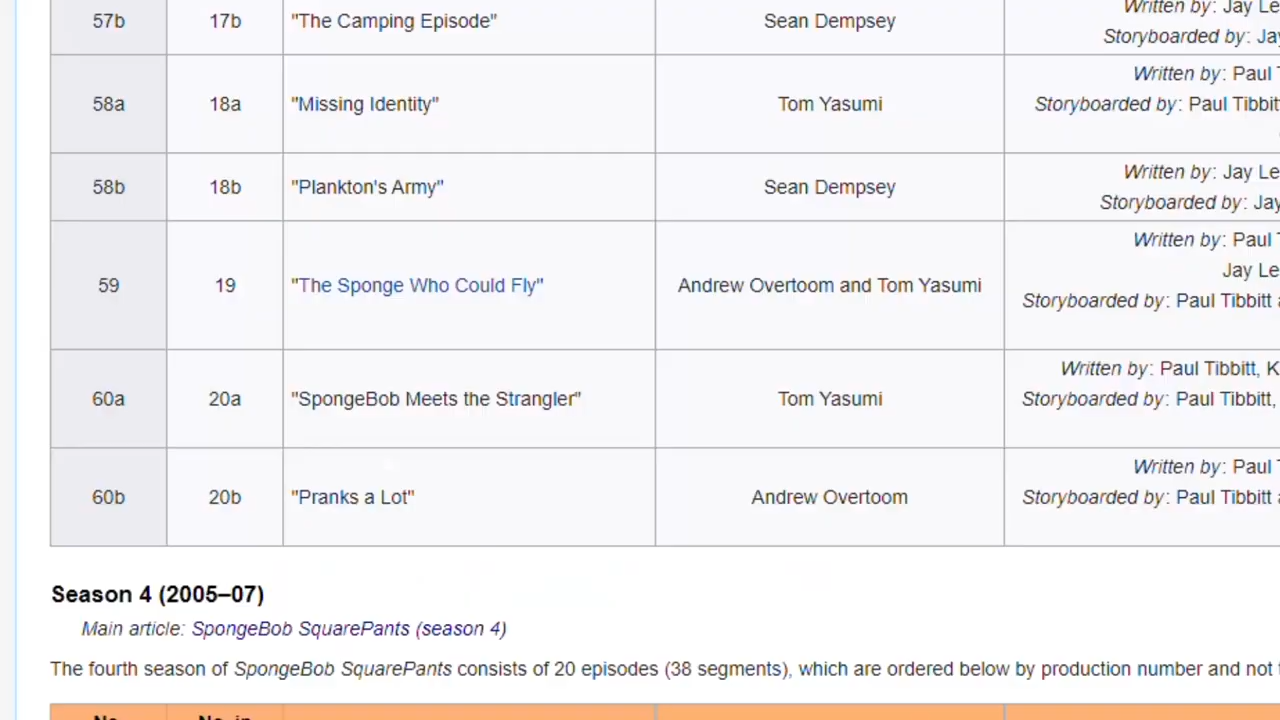 57b 17b "The Camping Episode" Sean Dempsey Written by: Jay Le
Storyboarded by: Jay
58a 18a "Missing Identity" Tom Yasumi Written by: Paul T
Storyboarded by: Paul Tibbit
58b 18b "Plankton's Army" Sean Dempsey Written by: Jay Le
Storyboarded by: Jay
59 19 "The Sponge Who Could Fly" Andrew Overtoom and Tom Yasumi Written by: Paul T
Jay Le
Storyboarded by: Paul Tibbitt a
60a 20a "SpongeBob Meets the Strangler" Tom Yasumi Written by: Paul Tibbitt, K
Storyboarded by: Paul Tibbitt,
60b 20b "Pranks a Lot" Andrew Overtoom Written by: Paul T
Storyboarded by: Paul Tibbitt a
Season 4 (2005–07)
Main article: SpongeBob SquarePants (season 4)
The fourth season of SpongeBob SquarePants consists of 20 episodes (38 segments), which are ordered below by production number and not t
No. No. in